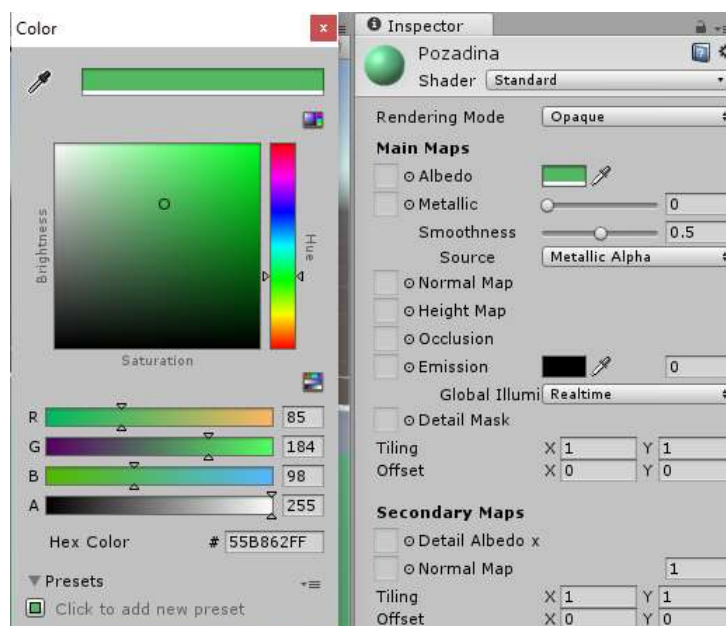 Color
x
Brightness
Hue
Saturation
R 85
G 184
B 98
A 255
Hex Color # 55B862FF
Presets
Click to add new preset
Inspector
Pozadina
Shader Standard
Rendering Mode Opaque
Main Maps
Albedo
Metallic 0
Smoothness 0.5
Source Metallic Alpha
Normal Map
Height Map
Occlusion
Emission 0
Global Illumi Realtime
Detail Mask
Tiling X 1 Y 1
Offset X 0 Y 0
Secondary Maps
Detail Albedo x
Normal Map 1
Tiling X 1 Y 1
Offset X 0 Y 0